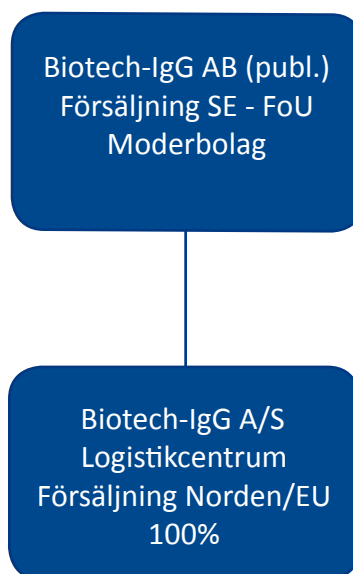 Biotech-IgG AB (publ.)
Försäljning SE - FoU
Moderbolag
Biotech-IgG A/S
Logistikcentrum
Försäljning Norden/EU
100%